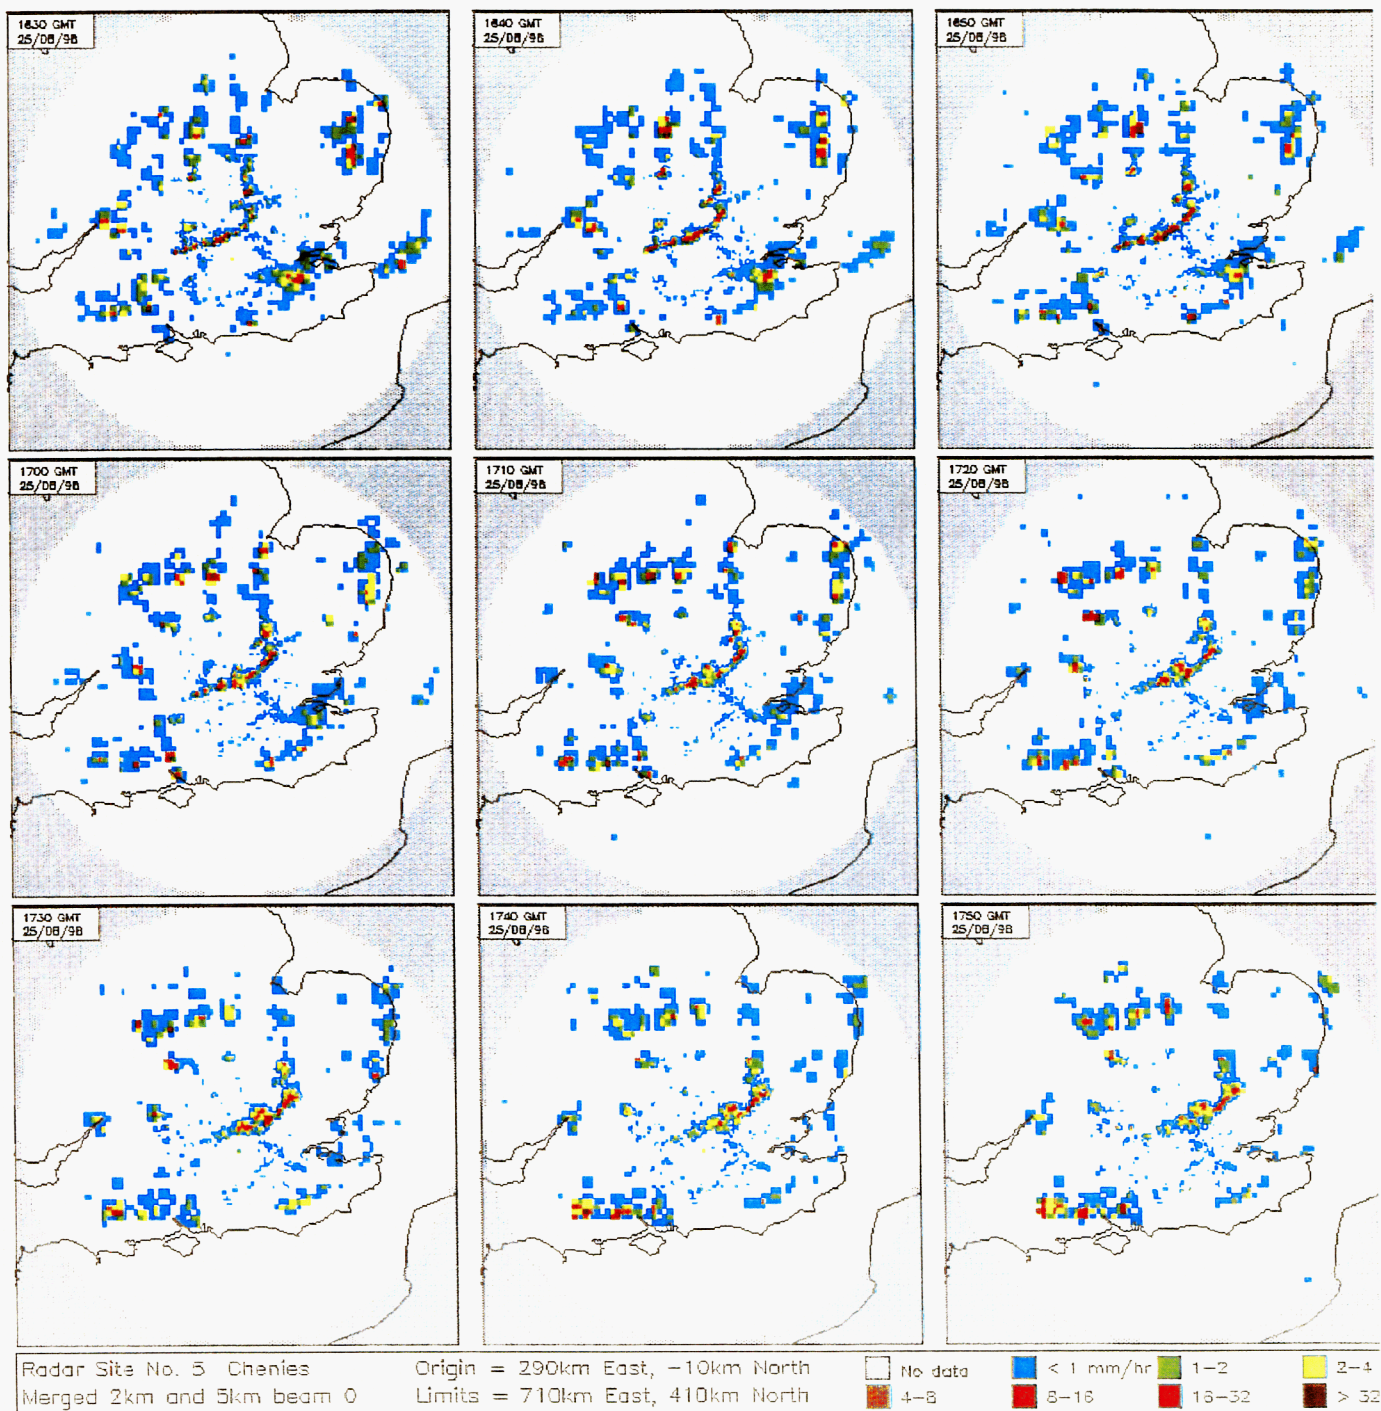 1630 GMT
25/08/98
1640 GMT
25/08/98
1650 GMT
25/08/98
1700 GMT
25/08/98
1710 GMT
25/08/98
1720 GMT
25/08/98
1730 GMT
25/08/98
1740 GMT
25/08/98
1750 GMT
25/08/98
Radar Site No. 5 Chenies
Origin = 290km East, -10km North
No data
< 1 mm/hr
1-2
2-4
Merged 2km and 5km beam 0
Limits = 710km East, 410km North
4-8
8-16
16-32
> 32